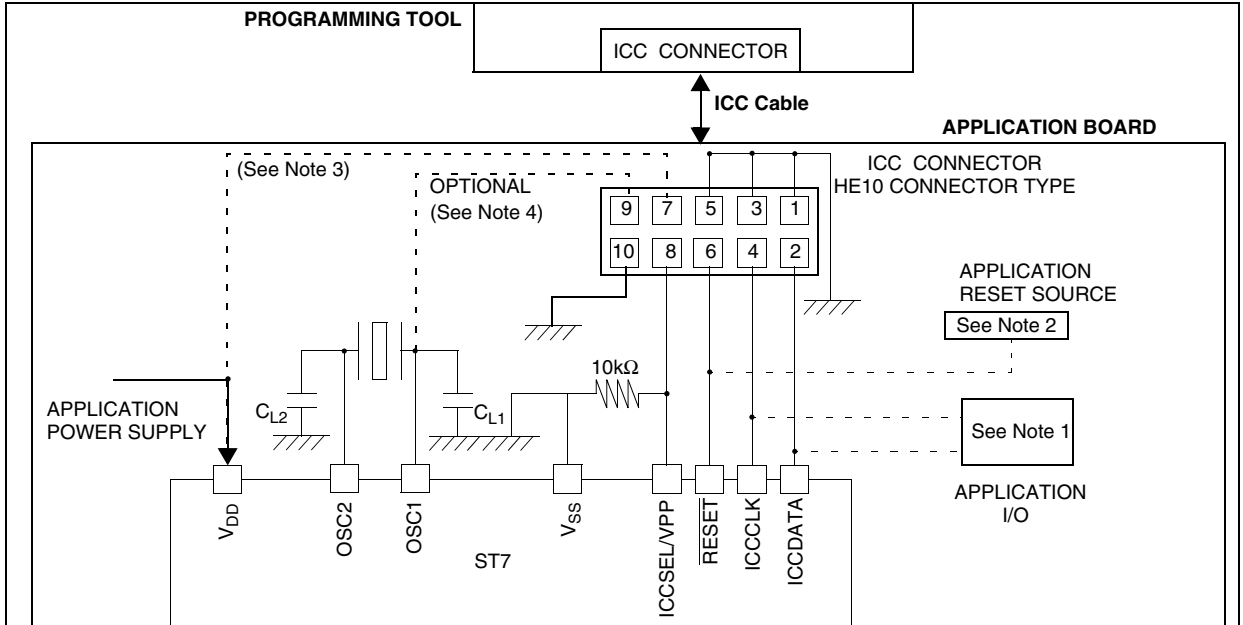 PROGRAMMING TOOL
ICC CONNECTOR
ICC Cable
APPLICATION BOARD
(See Note 3)
OPTIONAL
(See Note 4)
ICC CONNECTOR
HE10 CONNECTOR TYPE
9 7 5 3 1
10 8 6 4 2
APPLICATION
RESET SOURCE
See Note 2
10kΩ
APPLICATION
POWER SUPPLY
CL2
CL1
See Note 1
APPLICATION
I/O
VDD
OSC2
OSC1
VSS
ICCSEL/VPP
RESET
ICCCLK
ICCDATA
ST7